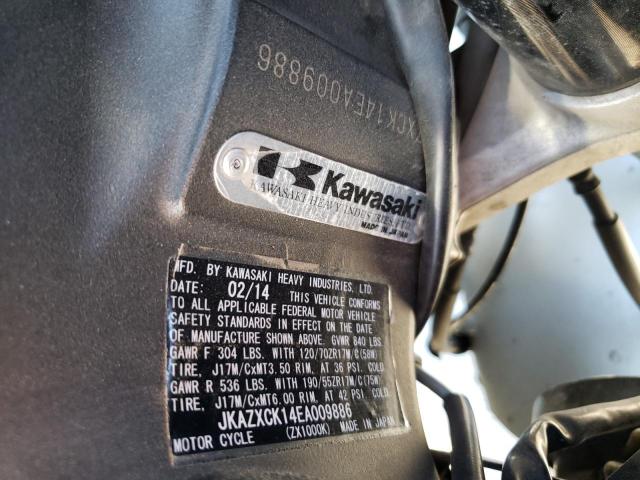 ZXCK14EA009886
Kawasaki
KAWASAKI HEAVY INDUSTRIES, LTD.
MADE IN JAPAN
MFD. BY KAWASAKI HEAVY INDUSTRIES, LTD.
DATE: 02/14 THIS VEHICLE CONFORMS
TO ALL APPLICABLE FEDERAL MOTOR VEHICLE
SAFETY STANDARDS IN EFFECT ON THE DATE
OF MANUFACTURE SHOWN ABOVE. GVWR 840 LBS.
GAWR F 304 LBS. WITH 120/70ZR17M/C(58W)
TIRE, J17M/CxMT3.50 RIM, AT 36 PSI COLD.
GAWR R 536 LBS. WITH 190/55ZR17M/C(75W)
TIRE, J17M/CxMT6.00 RIM, AT 42 PSI COLD.
JKAZXCK14EA009886
MOTOR CYCLE (ZX1000K) MADE IN JAPAN